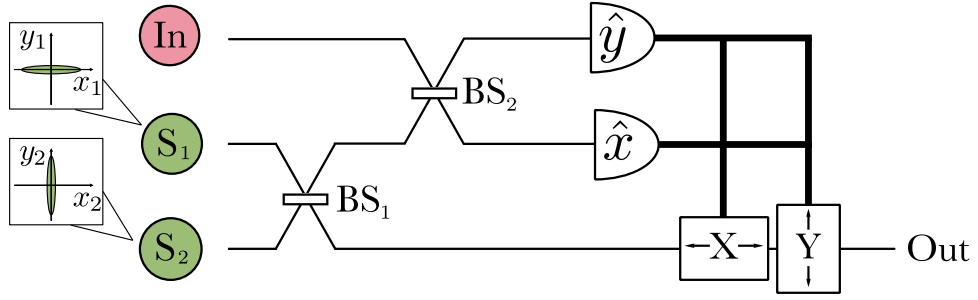 y₁
x₁
In
ŷ
BS₂
S₁
x̂
y₂
x₂
BS₁
S₂
X
Y
Out